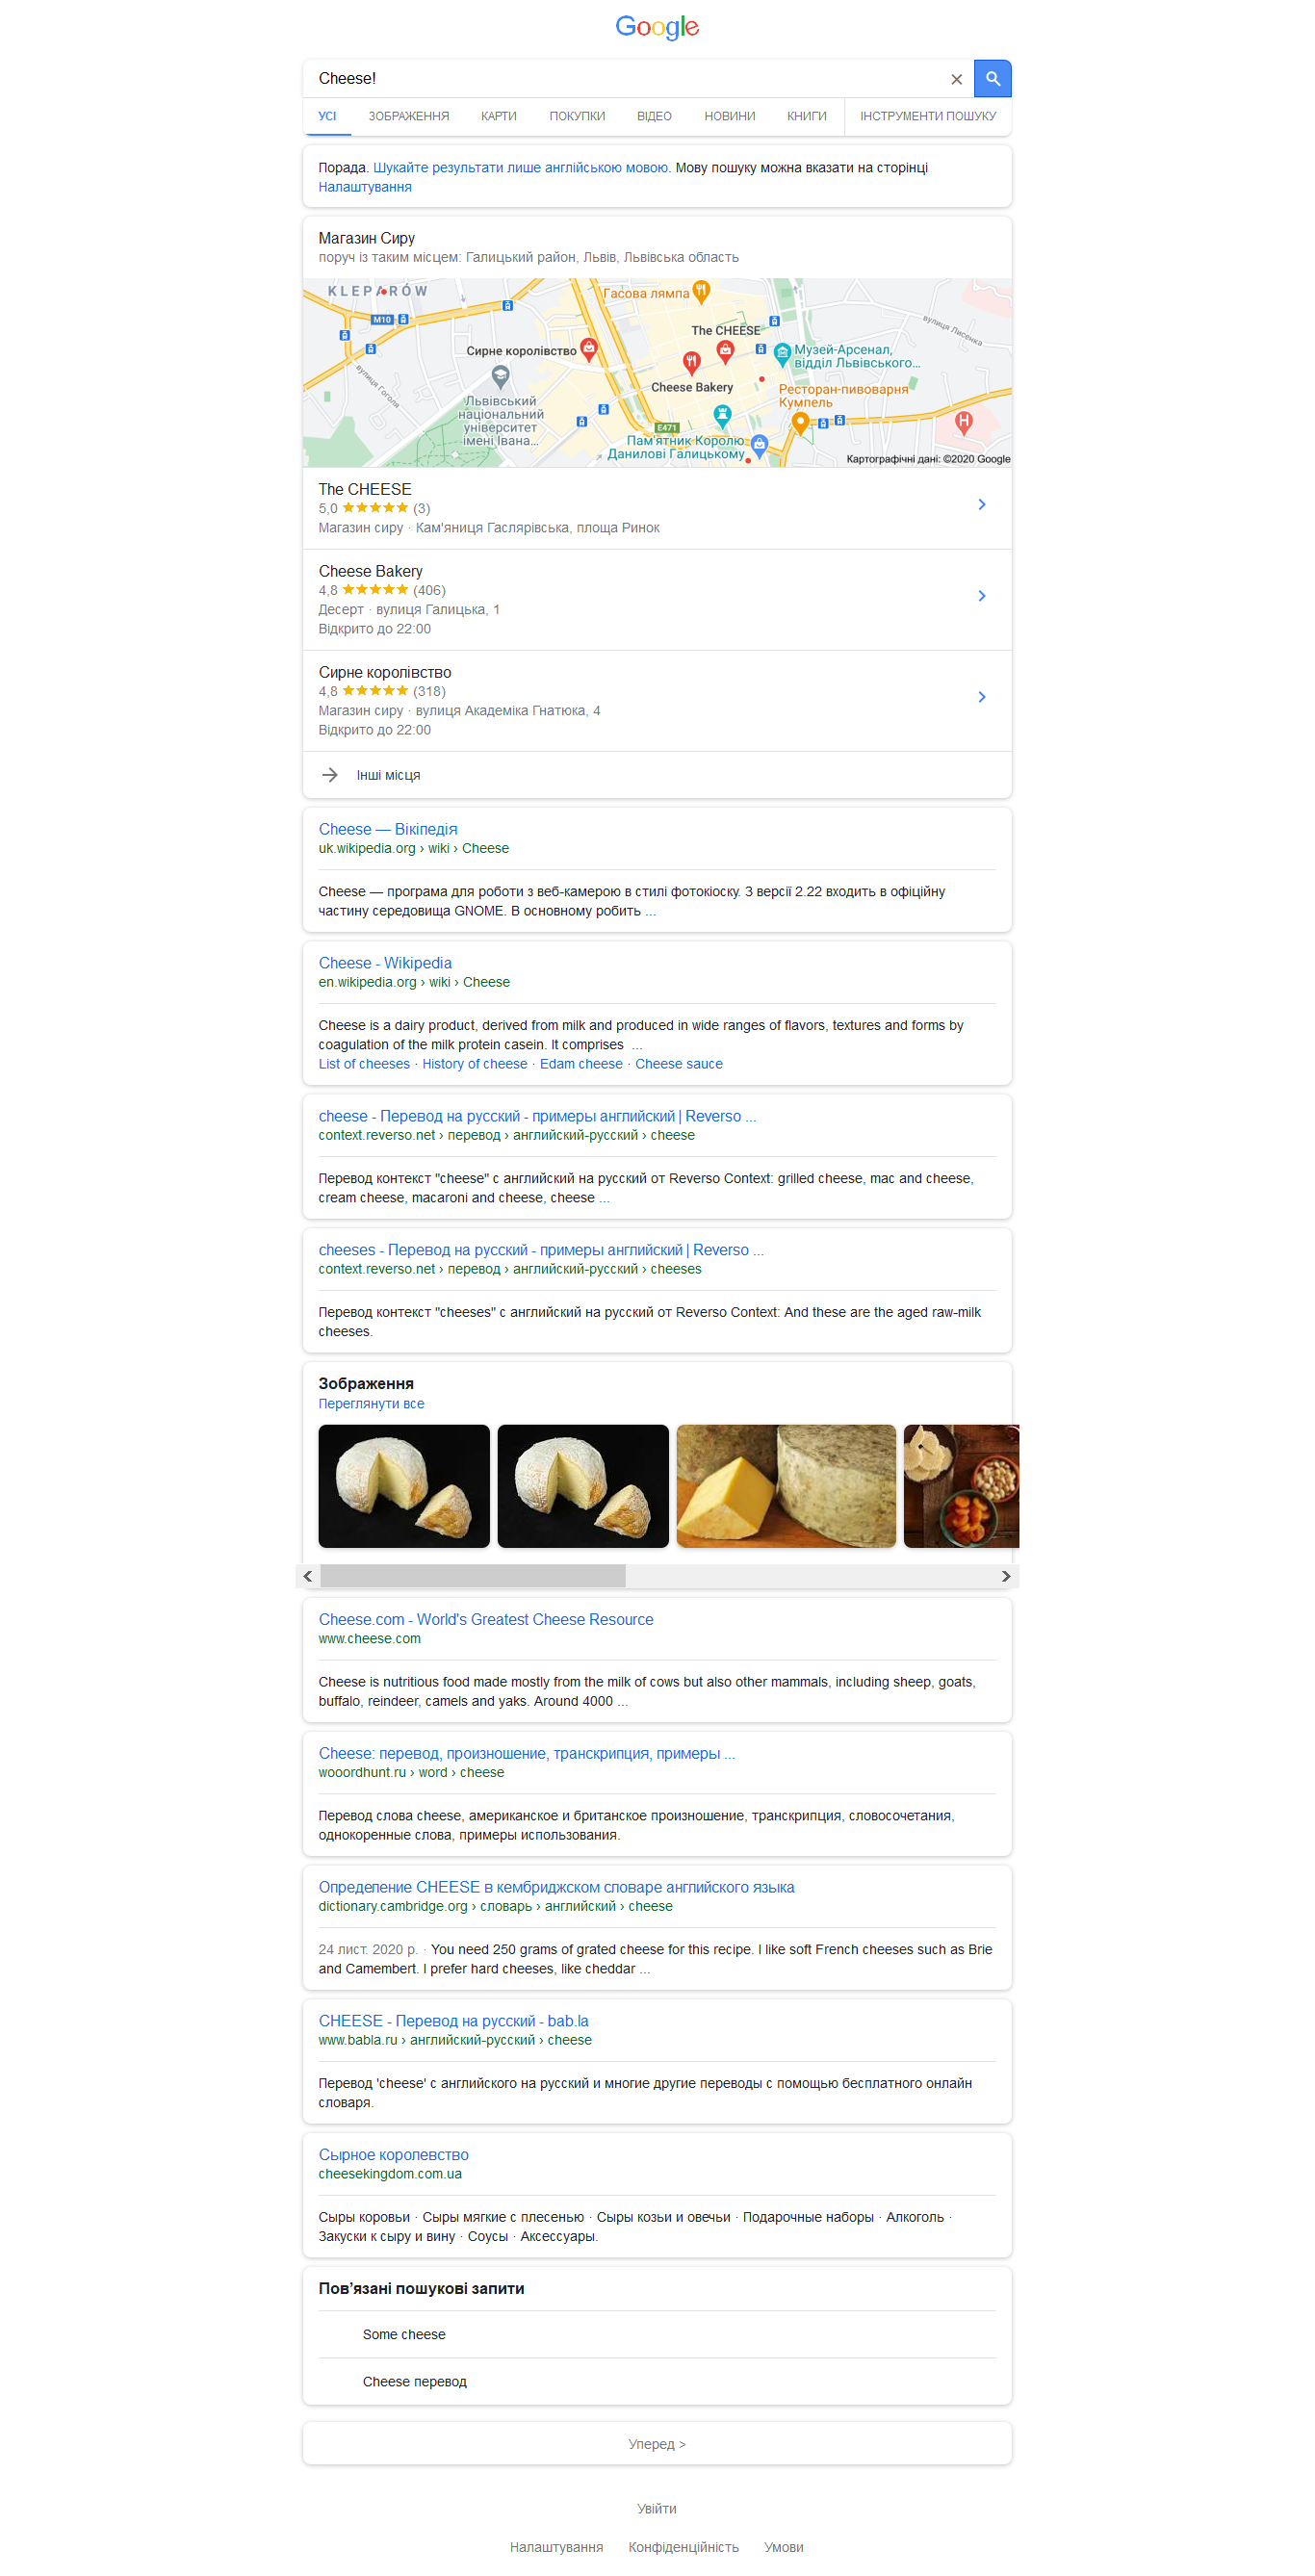 Google
Cheese!
УСІ
ЗОБРАЖЕННЯ
КАРТИ
ПОКУПКИ
ВІДЕО
НОВИНИ
КНИГИ
ІНСТРУМЕНТИ ПОШУКУ
Порада. Шукайте результати лише англійською мовою. Мову пошуку можна вказати на сторінці
Налаштування
Магазин Сиру
поруч із таким місцем: Галицький район, Львів, Львівська область
KLEPARÓW
Гасова лямпа
M10
вулиця Лисенка
The CHEESE
Сирне королівство
Музей-Арсенал,
відділ Львівського...
Cheese Bakery
вулиця Гоголя
Ресторан-пивоварня
Кумпель
Львівський
національний
університет
імені Івана...
E471
H
Пам'ятник Королю
Данилові Галицькому
Картографічні дані: ©2020 Google
The CHEESE
5,0 ★★★★★ (3)
Магазин сиру · Кам'яниця Гаслярівська, площа Ринок
Cheese Bakery
4,8 ★★★★★ (406)
Десерт · вулиця Галицька, 1
Відкрито до 22:00
Сирне королівство
4,8 ★★★★★ (318)
Магазин сиру · вулиця Академіка Гнатюка, 4
Відкрито до 22:00
Інші місця
Cheese — Вікіпедія
uk.wikipedia.org › wiki › Cheese
Cheese — програма для роботи з веб-камерою в стилі фотокіоску. З версії 2.22 входить в офіційну
частину середовища GNOME. В основному робить ...
Cheese - Wikipedia
en.wikipedia.org › wiki › Cheese
Cheese is a dairy product, derived from milk and produced in wide ranges of flavors, textures and forms by
coagulation of the milk protein casein. It comprises ...
List of cheeses · History of cheese · Edam cheese · Cheese sauce
cheese - Перевод на русский - примеры английский | Reverso ...
context.reverso.net › перевод › английский-русский › cheese
Перевод контекст "cheese" c английский на русский от Reverso Context: grilled cheese, mac and cheese,
cream cheese, macaroni and cheese, cheese ...
cheeses - Перевод на русский - примеры английский | Reverso ...
context.reverso.net › перевод › английский-русский › cheeses
Перевод контекст "cheeses" c английский на русский от Reverso Context: And these are the aged raw-milk
cheeses.
Зображення
Переглянути все
Cheese.com - World's Greatest Cheese Resource
www.cheese.com
Cheese is nutritious food made mostly from the milk of cows but also other mammals, including sheep, goats,
buffalo, reindeer, camels and yaks. Around 4000 ...
Cheese: перевод, произношение, транскрипция, примеры ...
wooordhunt.ru › word › cheese
Перевод слова cheese, американское и британское произношение, транскрипция, словосочетания,
однокоренные слова, примеры использования.
Определение CHEESE в кембриджском словаре английского языка
dictionary.cambridge.org › словарь › английский › cheese
24 лист. 2020 р. · You need 250 grams of grated cheese for this recipe. I like soft French cheeses such as Brie
and Camembert. I prefer hard cheeses, like cheddar ...
CHEESE - Перевод на русский - bab.la
www.babla.ru › английский-русский › cheese
Перевод 'cheese' с английского на русский и многие другие переводы с помощью бесплатного онлайн
словаря.
Сырное королевство
cheesekingdom.com.ua
Сыры коровьи · Сыры мягкие с плесенью · Сыры козьи и овечьи · Подарочные наборы · Алкоголь ·
Закуски к сыру и вину · Соусы · Аксессуары.
Пов’язані пошукові запити
Some cheese
Cheese перевод
Уперед >
Увійти
Налаштування
Конфіденційність
Умови